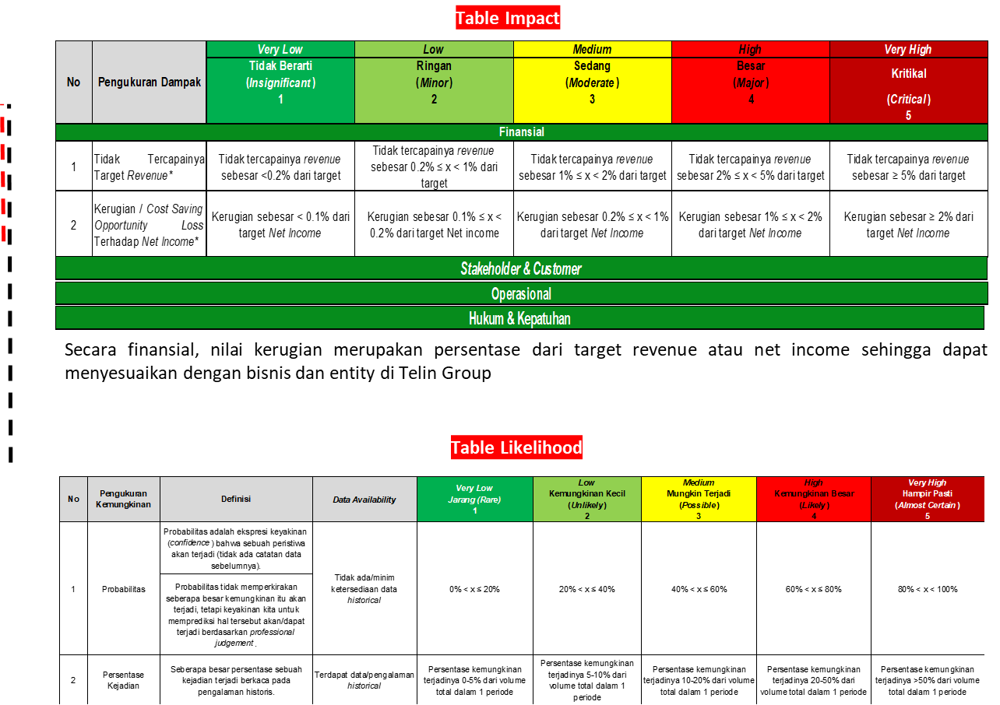 Table Impact
No
Pengukuran Dampak
Very Low
Tidak Berarti
(Insignificant)
1
Low
Ringan
(Minor)
2
Medium
Sedang
(Moderate)
3
High
Besar
(Major)
4
Very High
Kritikal
(Critical)
5
Finansial
1
Tidak Tercapainya
Target Revenue*
Tidak tercapainya revenue
sebesar <0.2% dari target
Tidak tercapainya revenue
sebesar 0.2% ≤ x < 1% dari
target
Tidak tercapainya revenue
sebesar 1% ≤ x < 2% dari target
Tidak tercapainya revenue
sebesar 2% ≤ x < 5% dari target
Tidak tercapainya revenue
sebesar ≥ 5% dari target
2
Kerugian / Cost Saving
Opportunity Loss
Terhadap Net Income*
Kerugian sebesar < 0.1% dari
target Net Income
Kerugian sebesar 0.1% ≤ x <
0.2% dari target Net income
Kerugian sebesar 0.2% ≤ x < 1%
dari target Net Income
Kerugian sebesar 1% ≤ x < 2%
dari target Net Income
Kerugian sebesar ≥ 2% dari
target Net Income
Stakeholder & Customer
Operasional
Hukum & Kepatuhan
Secara finansial, nilai kerugian merupakan persentase dari target revenue atau net income sehingga dapat
menyesuaikan dengan bisnis dan entity di Telin Group
Table Likelihood
No
Pengukuran
Kemungkinan
Definisi
Data Availability
Very Low
Jarang (Rare)
1
Low
Kemungkinan Kecil
(Unlikely)
2
Medium
Mungkin Terjadi
(Possible)
3
High
Kemungkinan Besar
(Likely)
4
Very High
Hampir Pasti
(Almost Certain)
5
1
Probabilitas
Probabilitas adalah ekspresi keyakinan
(confidence) bahwa sebuah peristiwa
akan terjadi (tidak ada catatan data
sebelumnya).
Probabilitas tidak memperkirakan
seberapa besar kemungkinan itu akan
terjadi, tetapi keyakinan kita untuk
memprediksi hal tersebut akan/dapat
terjadi berdasarkan professional
judgement.
Tidak ada/minim
ketersediaan data
historical
0% < x ≤ 20%
20% < x ≤ 40%
40% < x ≤ 60%
60% < x ≤ 80%
80% < x < 100%
2
Persentase
Kejadian
Seberapa besar persentase sebuah
kejadian terjadi berkaca pada
pengalaman historis.
Terdapat data/pengalaman
historical
Persentase kemungkinan
terjadinya 0-5% dari volume
total dalam 1 periode
Persentase kemungkinan
terjadinya 5-10% dari
volume total dalam 1
periode
Persentase kemungkinan
terjadinya 10-20% dari volume
total dalam 1 periode
Persentase kemungkinan
terjadinya 20-50% dari
volume total dalam 1 periode
Persentase kemungkinan
terjadinya >50% dari volume
total dalam 1 periode